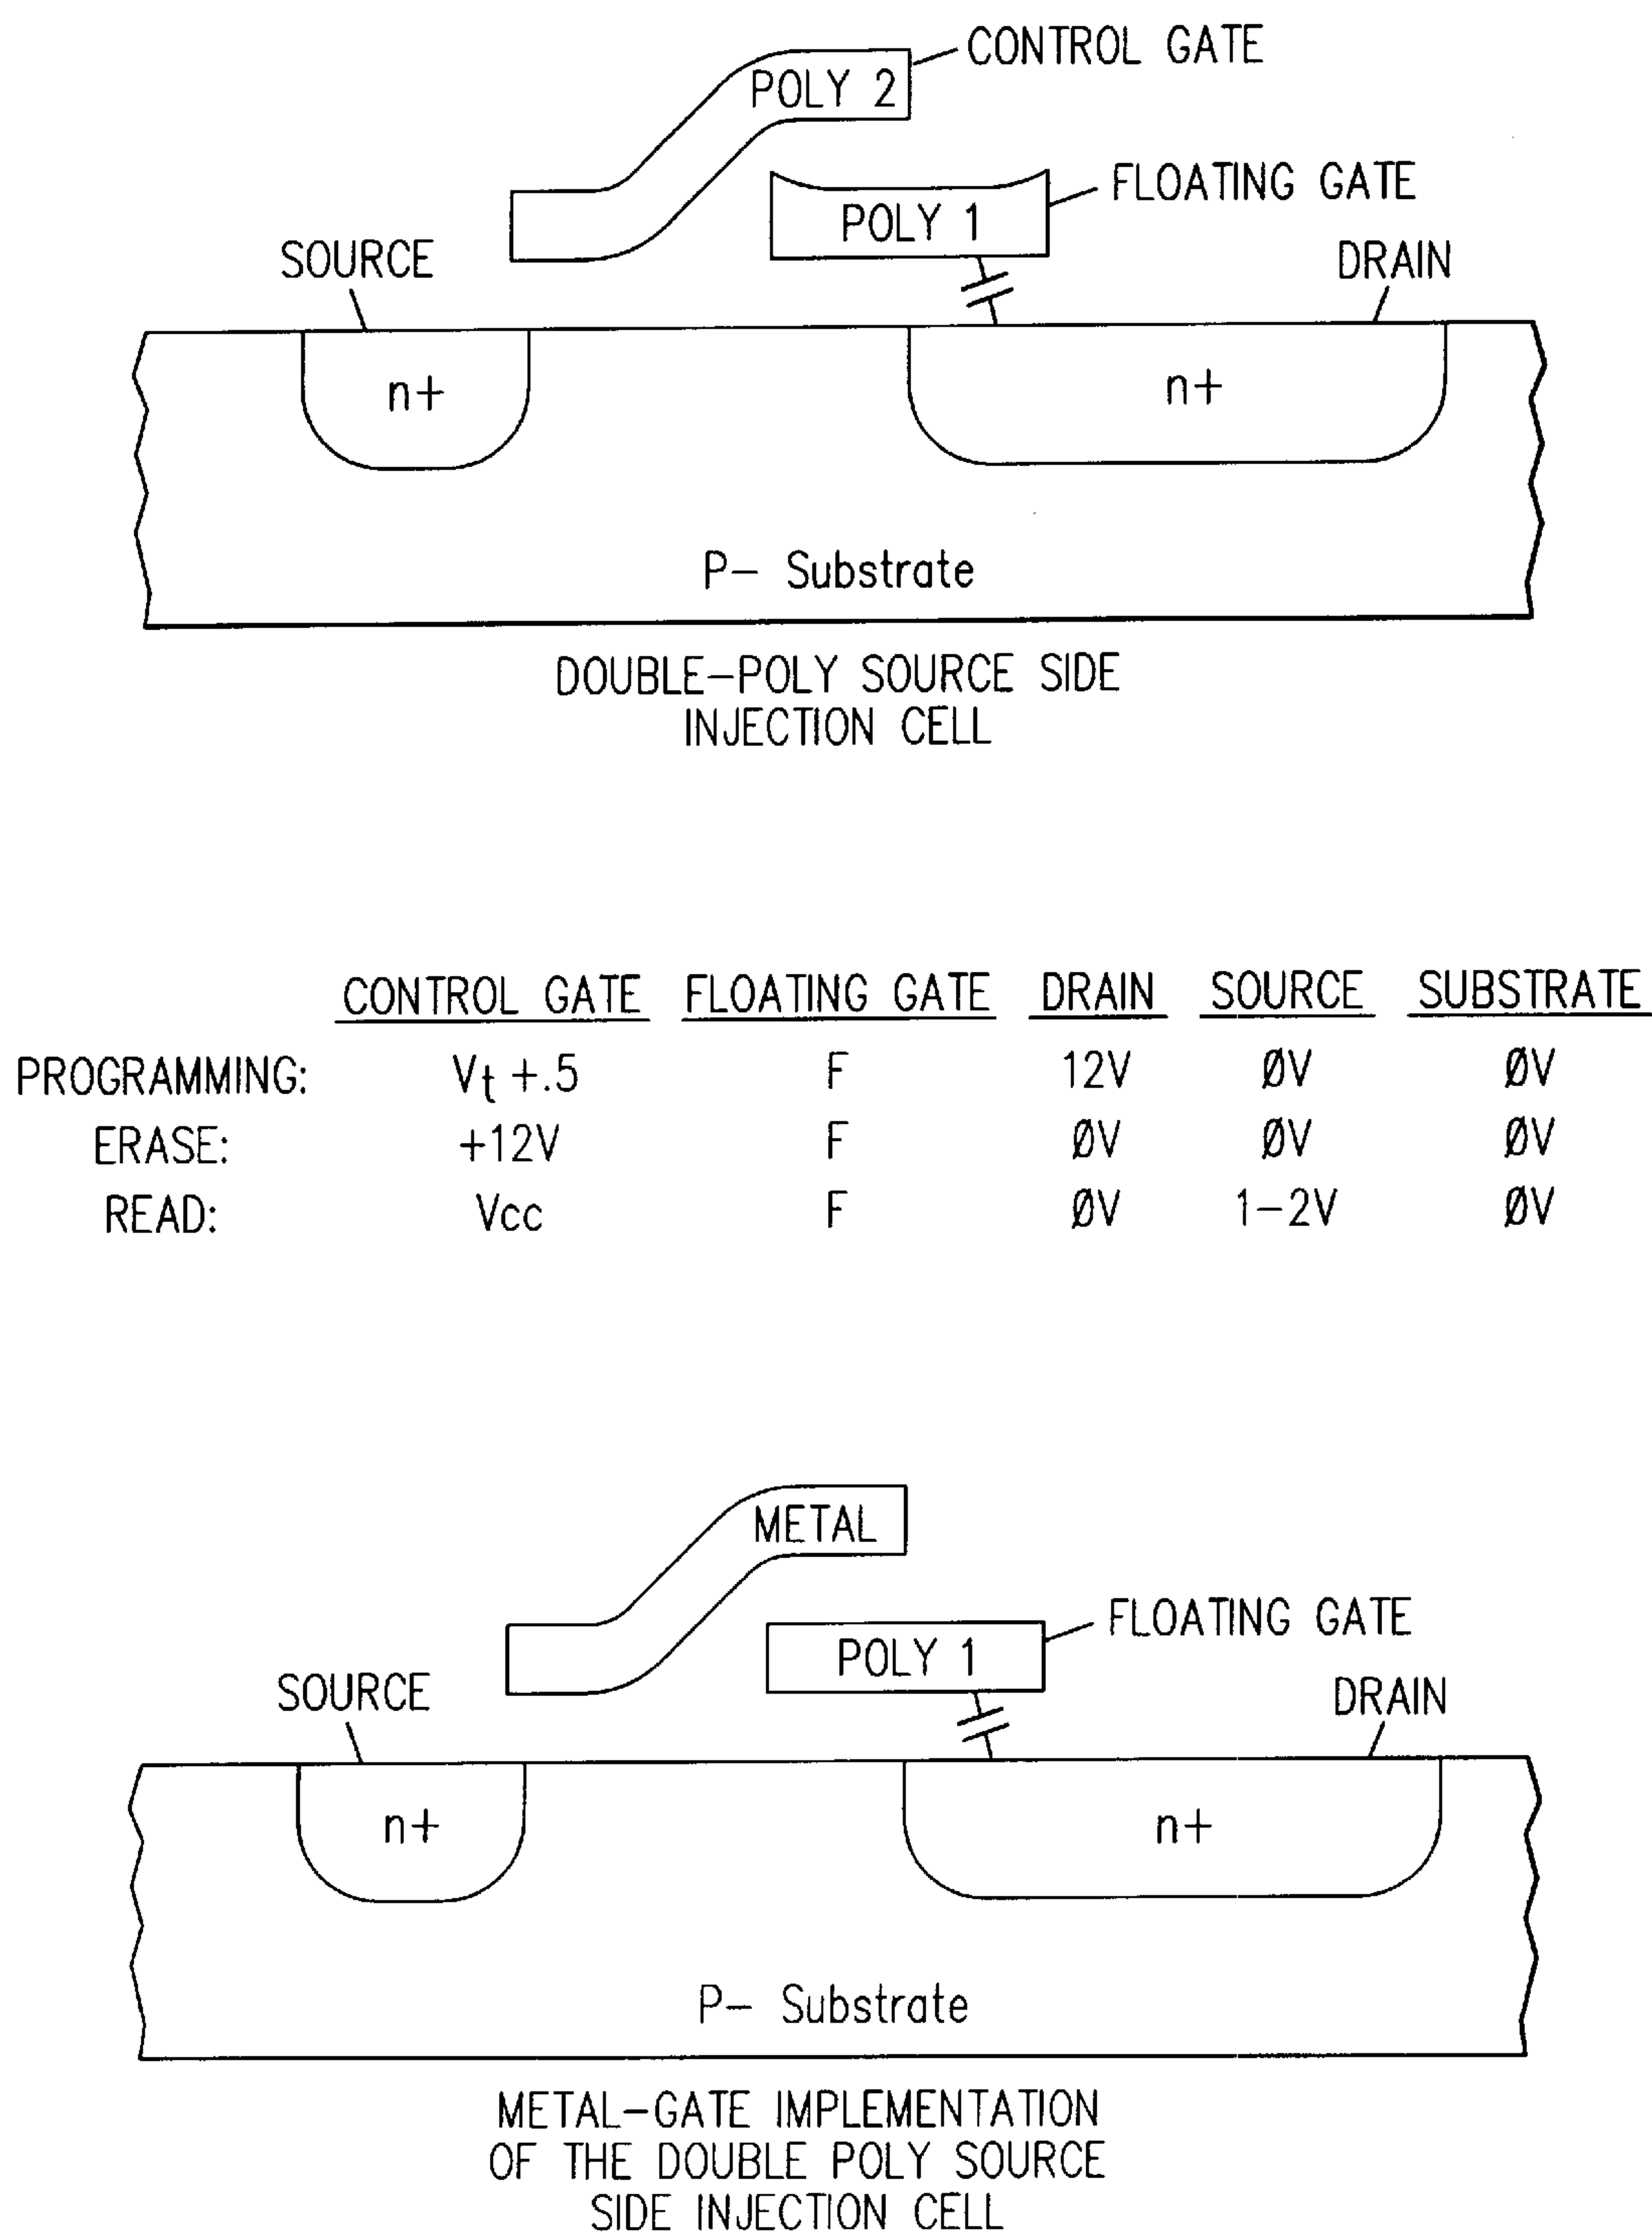 CONTROL GATE
POLY 2
FLOATING GATE
POLY 1
SOURCE
DRAIN
n+
n+
P- Substrate
DOUBLE-POLY SOURCE SIDE
INJECTION CELL
CONTROL GATE FLOATING GATE DRAIN SOURCE SUBSTRATE
PROGRAMMING: Vt +.5 F 12V ØV ØV
ERASE: +12V F ØV ØV ØV
READ: Vcc F ØV 1-2V ØV
METAL
FLOATING GATE
POLY 1
SOURCE
DRAIN
n+
n+
P- Substrate
METAL-GATE IMPLEMENTATION
OF THE DOUBLE POLY SOURCE
SIDE INJECTION CELL